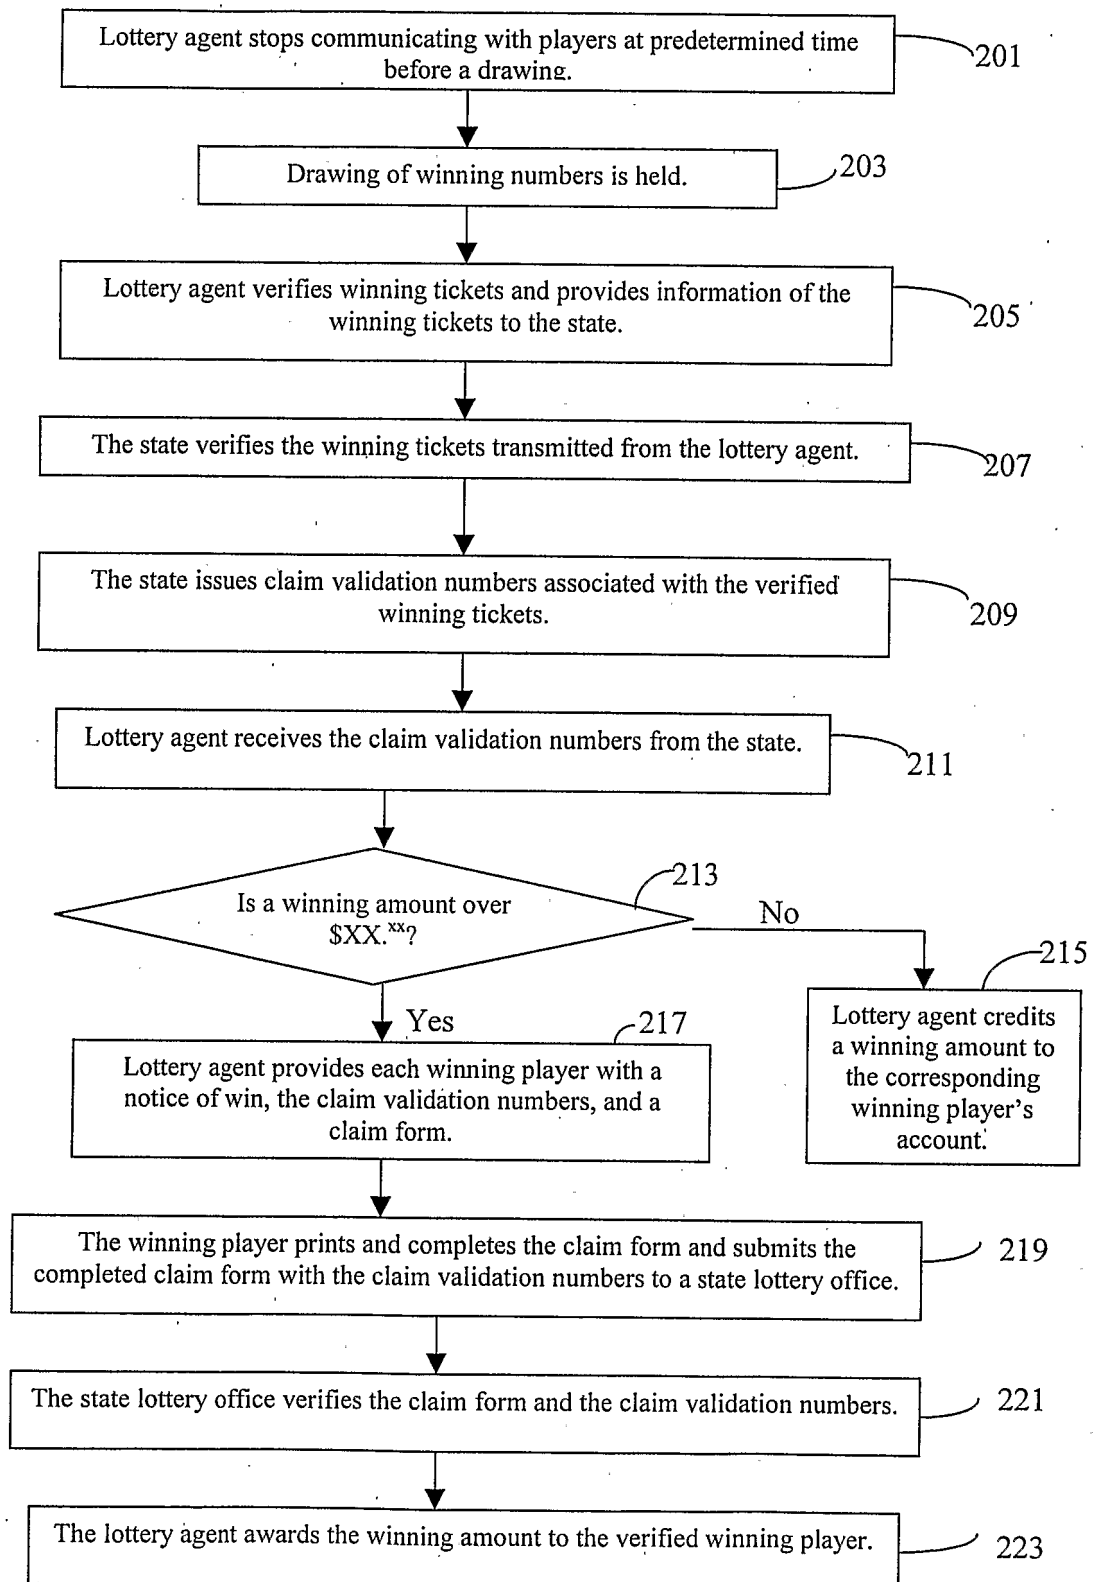 Lottery agent stops communicating with players at predetermined time
before a drawing.
201
Drawing of winning numbers is held.
203
Lottery agent verifies winning tickets and provides information of the
winning tickets to the state.
205
The state verifies the winning tickets transmitted from the lottery agent.
207
The state issues claim validation numbers associated with the verified
winning tickets.
209
Lottery agent receives the claim validation numbers from the state.
211
Is a winning amount over
$XX.xx?
213
No
215
Lottery agent credits
a winning amount to
the corresponding
winning player's
account.
Yes
217
Lottery agent provides each winning player with a
notice of win, the claim validation numbers, and a
claim form.
The winning player prints and completes the claim form and submits the
completed claim form with the claim validation numbers to a state lottery office.
219
The state lottery office verifies the claim form and the claim validation numbers.
221
The lottery agent awards the winning amount to the verified winning player.
223